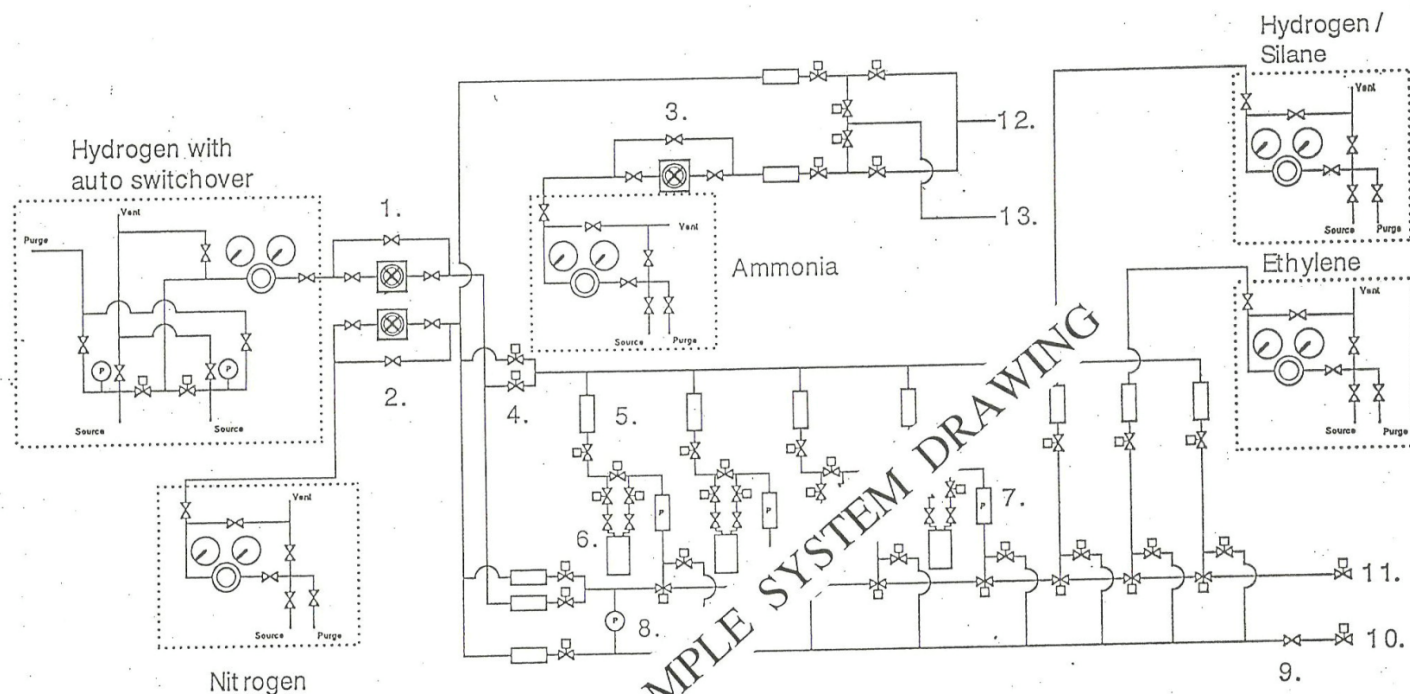 Hydrogen /
Silane
Vent
Source
Purge
Hydrogen with
auto switchover
Vent
Purge
P
P
Source
Source
1.
2.
3.
12.
13.
Vent
Source
Purge
Ammonia
Ethylene
Vent
Source
Purge
4.
5.
6.
P
P
P
7.
8.
P
9.
10.
11.
Vent
Source
Purge
Nitrogen
MPLE SYSTEM DRAWING